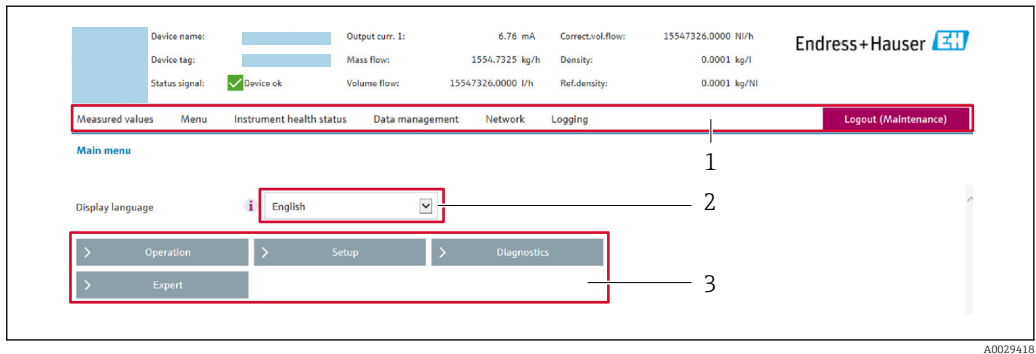 Device name: Output curr. 1: 6.76 mA Correct.vol.flow: 15547326.0000 Nl/h
Endress+Hauser EH
Device tag: Mass flow: 1554.7325 kg/h Density: 0.0001 kg/l
Status signal: Device ok Volume flow: 15547326.0000 l/h Ref.density: 0.0001 kg/Nl
Measured values Menu Instrument health status Data management Network Logging Logout (Maintenance)
1
Main menu
Display language i English 2
> Operation > Setup > Diagnostics
> Expert 3
A0029418